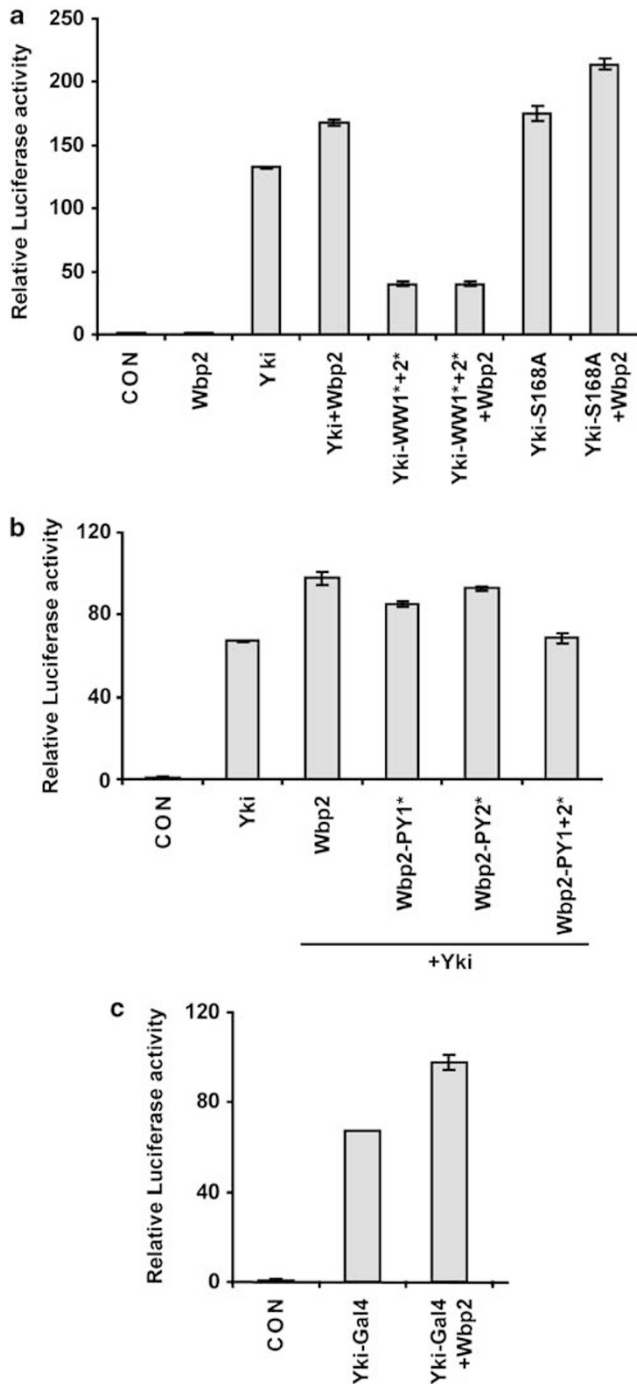 a
Relative Luciferase activity
250
200
150
100
50
0
CON
Wbp2
Yki
Yki+Wbp2
Yki-WW1*+2*
Yki-WW1*+2*
+Wbp2
Yki-S168A
Yki-S168A
+Wbp2
b
Relative Luciferase activity
120
80
40
0
CON
Yki
Wbp2
Wbp2-PY1*
Wbp2-PY2*
Wbp2-PY1+2*
+Yki
c
Relative Luciferase activity
120
80
40
0
CON
Yki-Gal4
Yki-Gal4
+Wbp2